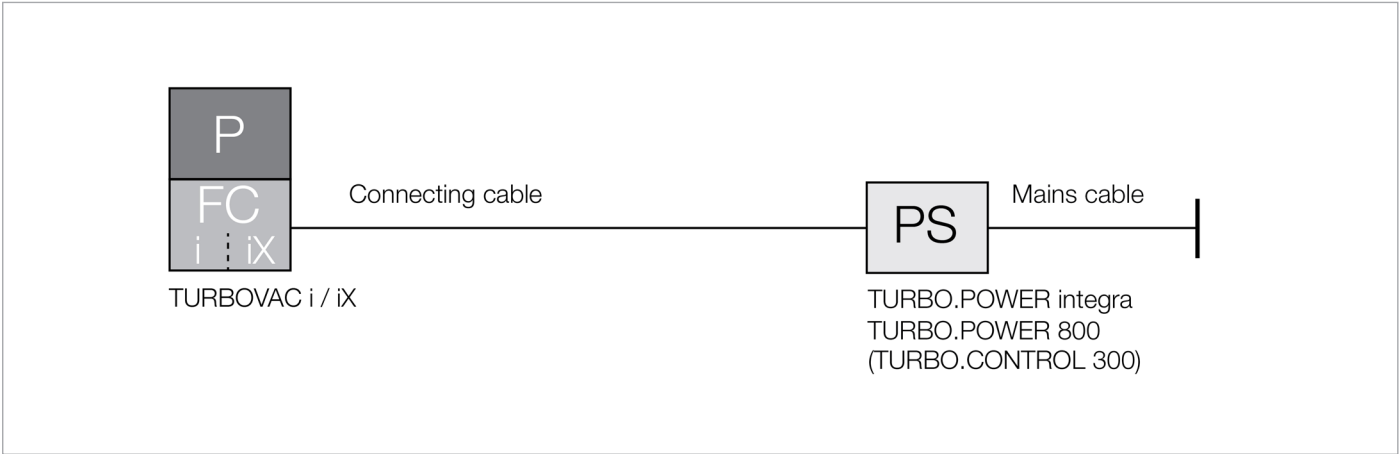 P
FC
i iX
Connecting cable
PS
Mains cable
TURBOVAC i / iX
TURBO.POWER integra
TURBO.POWER 800
(TURBO.CONTROL 300)